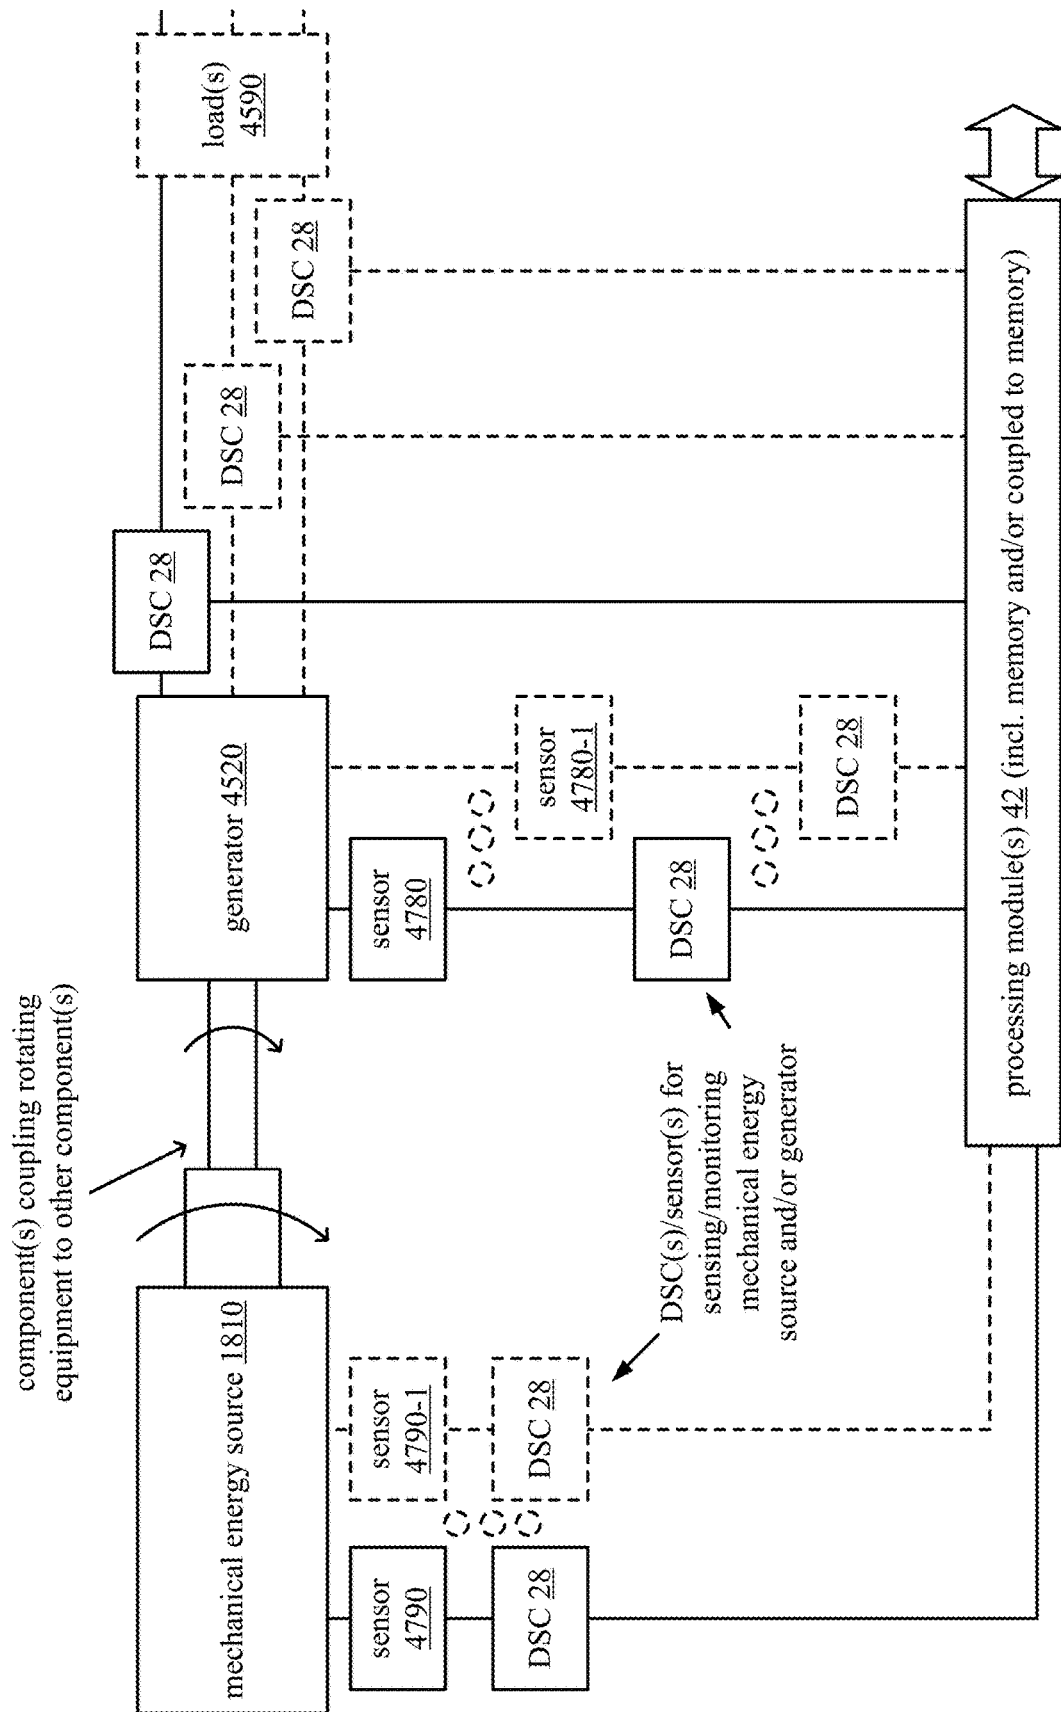 component(s) coupling rotating
equipment to other component(s)
mechanical energy source 1810
generator 4520
DSC 28
DSC 28
DSC 28
load(s)
4590
sensor
4790
sensor
4790-1
sensor
4780
sensor
4780-1
DSC 28
DSC 28
DSC 28
DSC 28
DSC(s)/sensor(s) for
sensing/monitoring
mechanical energy
source and/or generator
processing module(s) 42 (incl. memory and/or coupled to memory)